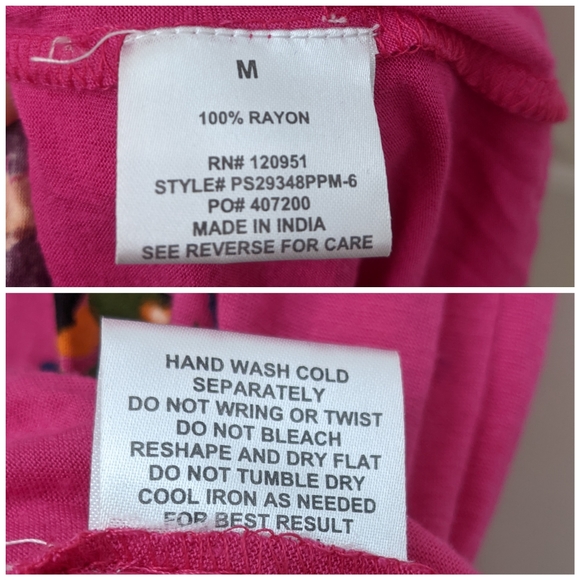 M
100% RAYON
RN# 120951
STYLE# PS29348PPM-6
PO# 407200
MADE IN INDIA
SEE REVERSE FOR CARE
HAND WASH COLD
SEPARATELY
DO NOT WRING OR TWIST
DO NOT BLEACH
RESHAPE AND DRY FLAT
DO NOT TUMBLE DRY
COOL IRON AS NEEDED
FOR BEST RESULT